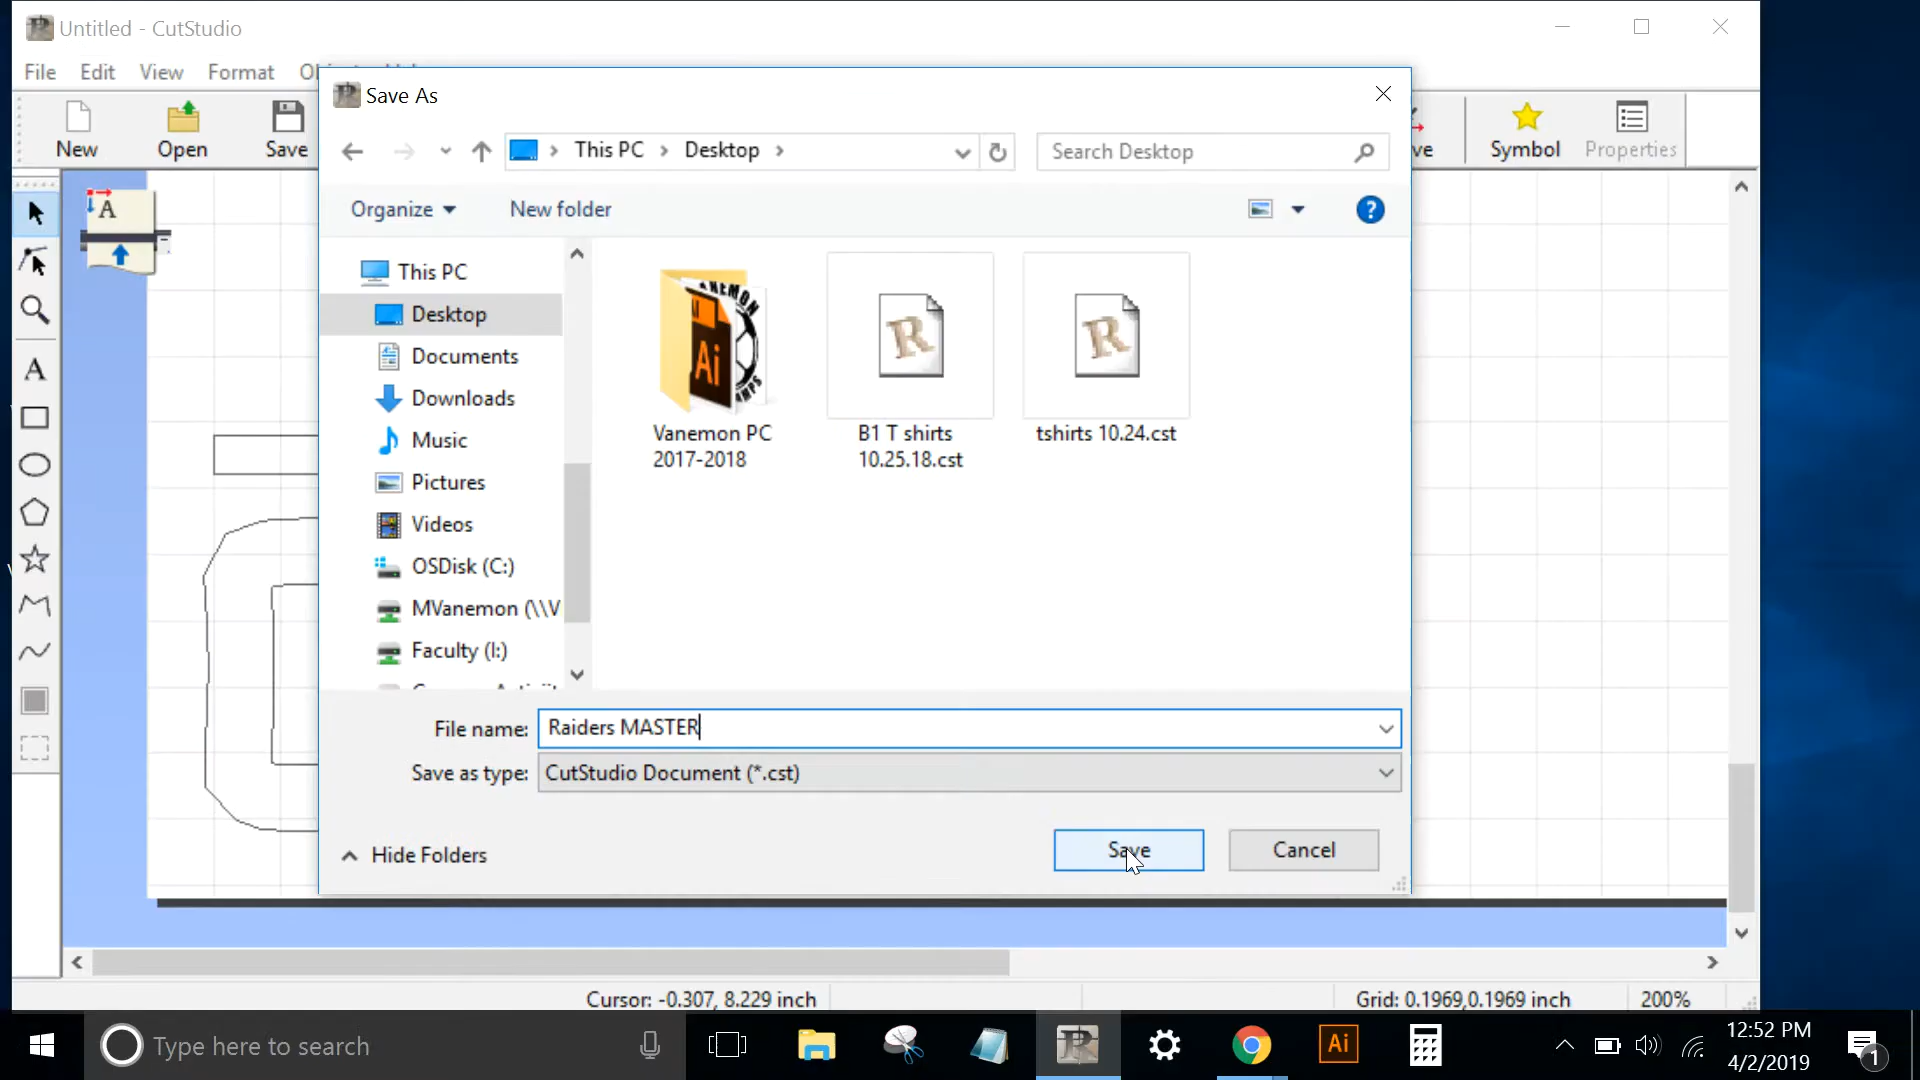 Untitled - CutStudio
File Edit View Format
Save As
New
Open
Save
This PC > Desktop >
Search Desktop
Symbol
Properties
Organize
New folder
A
This PC
Desktop
Documents
Downloads
Music
Pictures
Videos
OSDisk (C:)
MVanemon (\\V
Faculty (I:)
Ai
Vanemon PC
2017-2018
R
B1 T shirts
10.25.18.cst
R
tshirts 10.24.cst
A
File name: Raiders MASTER
Save as type: CutStudio Document (*.cst)
Hide Folders
Save
Cancel
Cursor: -0.307, 8.229 inch
Grid: 0.1969,0.1969 inch
200%
Type here to search
Ai
12:52 PM
4/2/2019
1